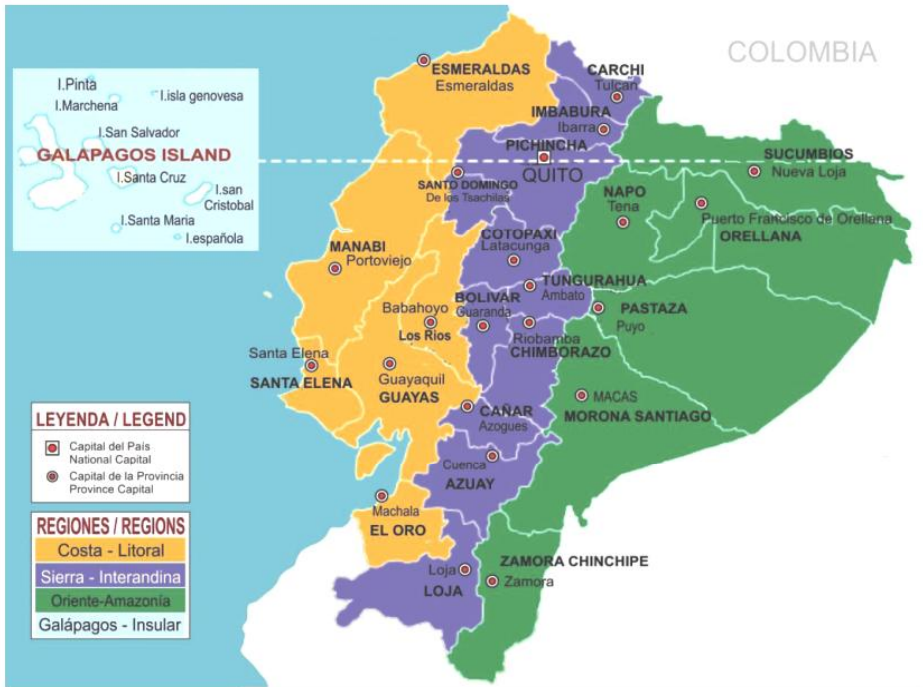 COLOMBIA
ESMERALDAS
Esmeraldas
CARCHI
Tulcan
IMBABURA
Ibarra
PICHINCHA
QUITO
SANTO DOMINGO
De los Tsachilas
SUCUMBIOS
Nueva Loja
NAPO
Tena
Puerto Francisco de Orellana
ORELLANA
COTOPAXI
Latacunga
MANABI
Portoviejo
TUNGURAHUA
Ambato
BOLIVAR
Guaranda
Babahoyo
Los Rios
PASTAZA
Puyo
Riobamba
CHIMBORAZO
Santa Elena
SANTA ELENA
Guayaquil
GUAYAS
MACAS
MORONA SANTIAGO
CAÑAR
Azogues
Cuenca
AZUAY
Machala
EL ORO
ZAMORA CHINCHIPE
Zamora
Loja
LOJA
I.Pinta
I.Marchena
I.isla genovesa
I.San Salvador
GALAPAGOS ISLAND
I.Santa Cruz
I.san
Cristobal
I.Santa Maria
I.española
LEYENDA / LEGEND
Capital del País
National Capital
Capital de la Provincia
Province Capital
REGIONES / REGIONS
Costa - Litoral
Sierra - Interandina
Oriente-Amazonía
Galápagos - Insular